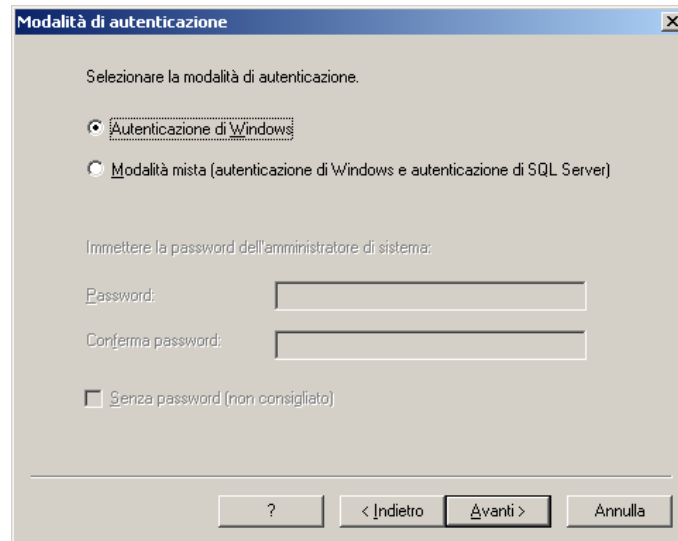 Modalità di autenticazione
Selezionare la modalità di autenticazione.
Autenticazione di Windows
Modalità mista (autenticazione di Windows e autenticazione di SQL Server)
Immettere la password dell'amministratore di sistema:
Password:
Conferma password:
Senza password (non consigliato)
? < Indietro Avanti > Annulla